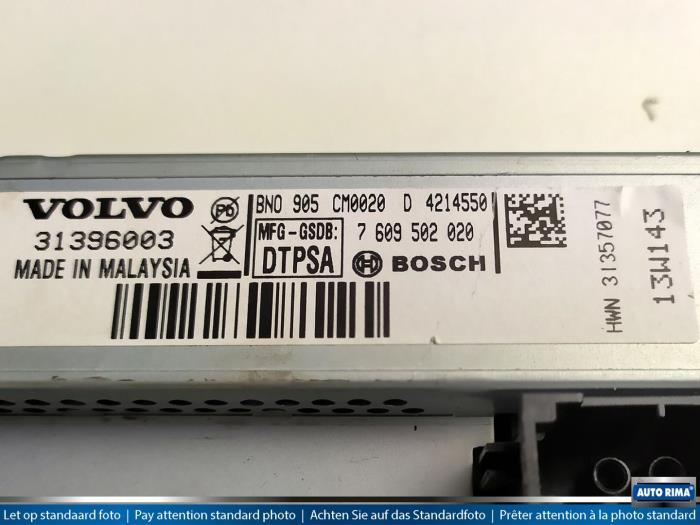 VOLVO
31396003
MADE IN MALAYSIA
Pb
BNO 905 CM0020 D 4214550
MFG-GSDB:
DTPSA
7 609 502 020
BOSCH
HWN 31357077
13W143
AUTO RIMA
Let op standaard foto | Pay attention standard photo | Achten Sie auf das Standardfoto | Prêter attention à la photo standard